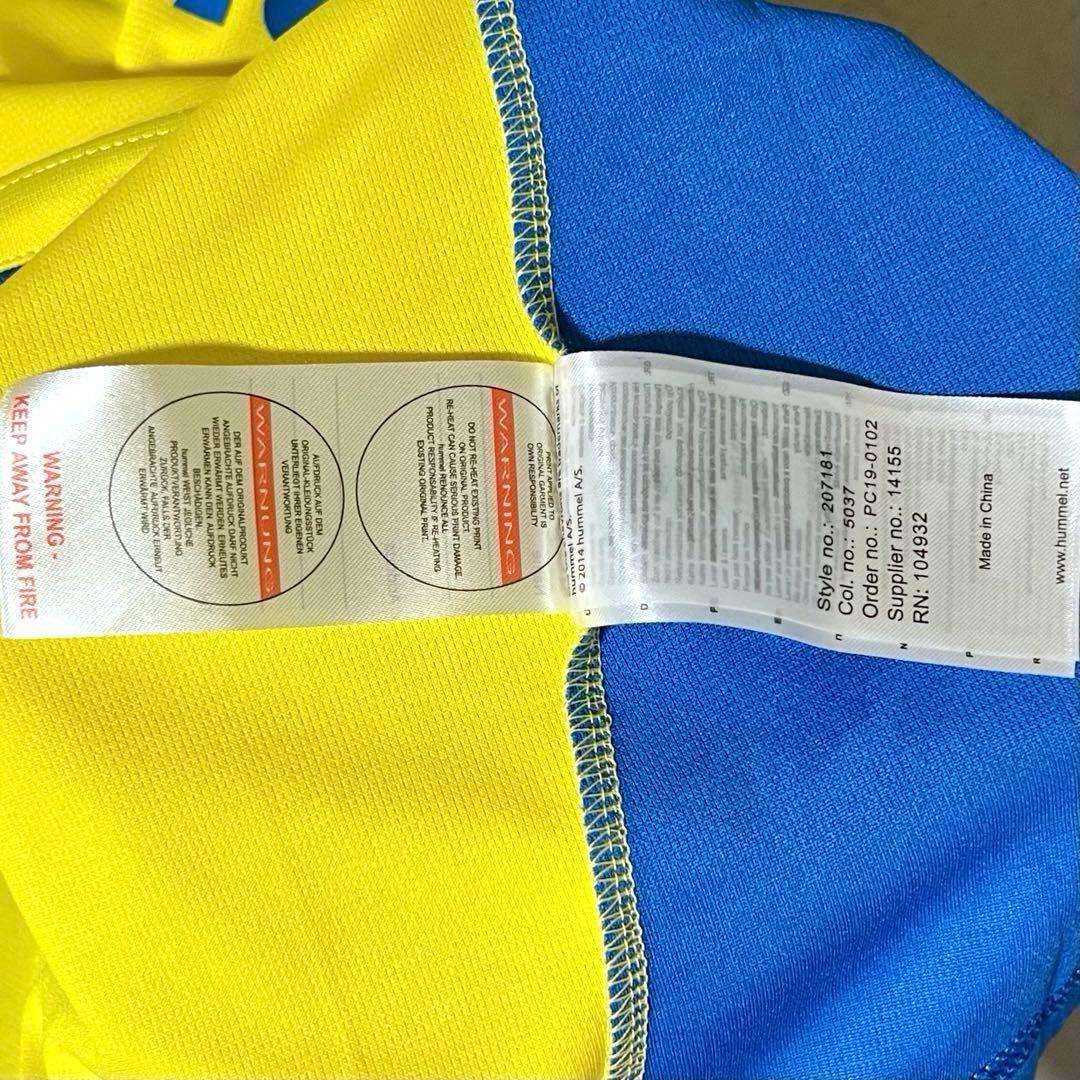 WARNING -
KEEP AWAY FROM FIRE
WARNUNG
AUFDRUCK AUF DEM
ORIGINAL-KLEIDUNGSSTÜCK
UNTERLIEGT IHRER EIGENEN
VERANTWORTUNG
DER AUF DEM ORIGINALPRODUKT
ANGEBRACHTE AUFDRUCK DARF NICHT
WIEDER ERWÄRMT WERDEN. ERNEUTES
ERWÄRMEN KANN DEN AUFDRUCK
BESCHÄDIGEN.
hummel WEIST JEGLICHE
PRODUKTVERANTWORTUNG
ZURÜCK, FALLS DER
ANGEBRACHTE AUFDRUCK ERNEUT
ERWÄRMT WIRD.
WARNING
PRINT APPLIED TO
ORIGINAL GARMENT IS
OWN RESPONSIBILITY
DO NOT RE-HEAT EXISTING PRINT
ON ORIGINAL PRODUCT.
RE-HEAT CAN CAUSE SERIOUS PRINT DAMAGE.
hummel RENOUNCE ALL
PRODUCT RESPONSABILITY IF RE-HEATING
EXISTING ORIGINAL PRINT.
hummel A/S.
© 2014 hummel A/S.
Style no.: 207181
Col. no.: 5037
Order no.: PC19-0102
Supplier no.: 14155
RN: 104932
Made in China
www.hummel.net